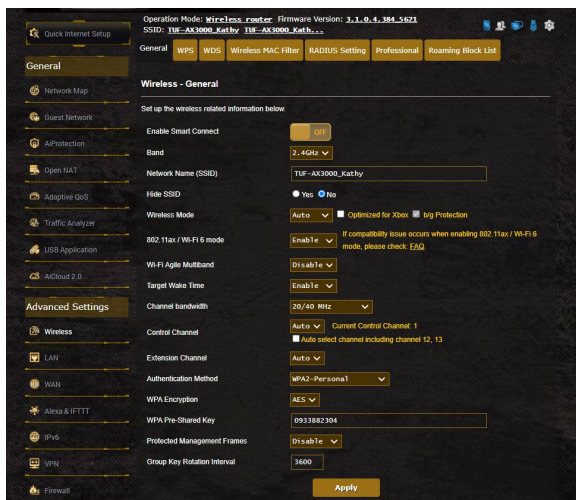 Operation Mode: Wireless router Firmware Version: 3.1.0.4.384_5621
SSID: TUF-AX3000_Kathy TUF-AX3000_Kath...
Quick Internet Setup
General WPS WDS Wireless MAC Filter RADIUS Setting Professional Roaming Block List
General
Network Map
Guest Network
AiProtection
Open NAT
Adaptive QoS
Traffic Analyzer
USB Application
AiCloud 2.0
Advanced Settings
Wireless
LAN
WAN
Alexa & IFTTT
IPv6
VPN
Firewall
Wireless - General
Set up the wireless related information below.
Enable Smart Connect OFF
Band 2.4GHz
Network Name (SSID) TUF-AX3000_Kathy
Hide SSID Yes No
Wireless Mode Auto Optimized for Xbox b/g Protection
802.11ax / Wi-Fi 6 mode Enable If compatibility issue occurs when enabling 802.11ax / Wi-Fi 6
mode, please check: FAQ
Wi-Fi Agile Multiband Disable
Target Wake Time Enable
Channel bandwidth 20/40 MHz
Control Channel Auto Current Control Channel: 1
Auto select channel including channel 12, 13
Extension Channel Auto
Authentication Method WPA2-Personal
WPA Encryption AES
WPA Pre-Shared Key 0933882304
Protected Management Frames Disable
Group Key Rotation Interval 3600
Apply